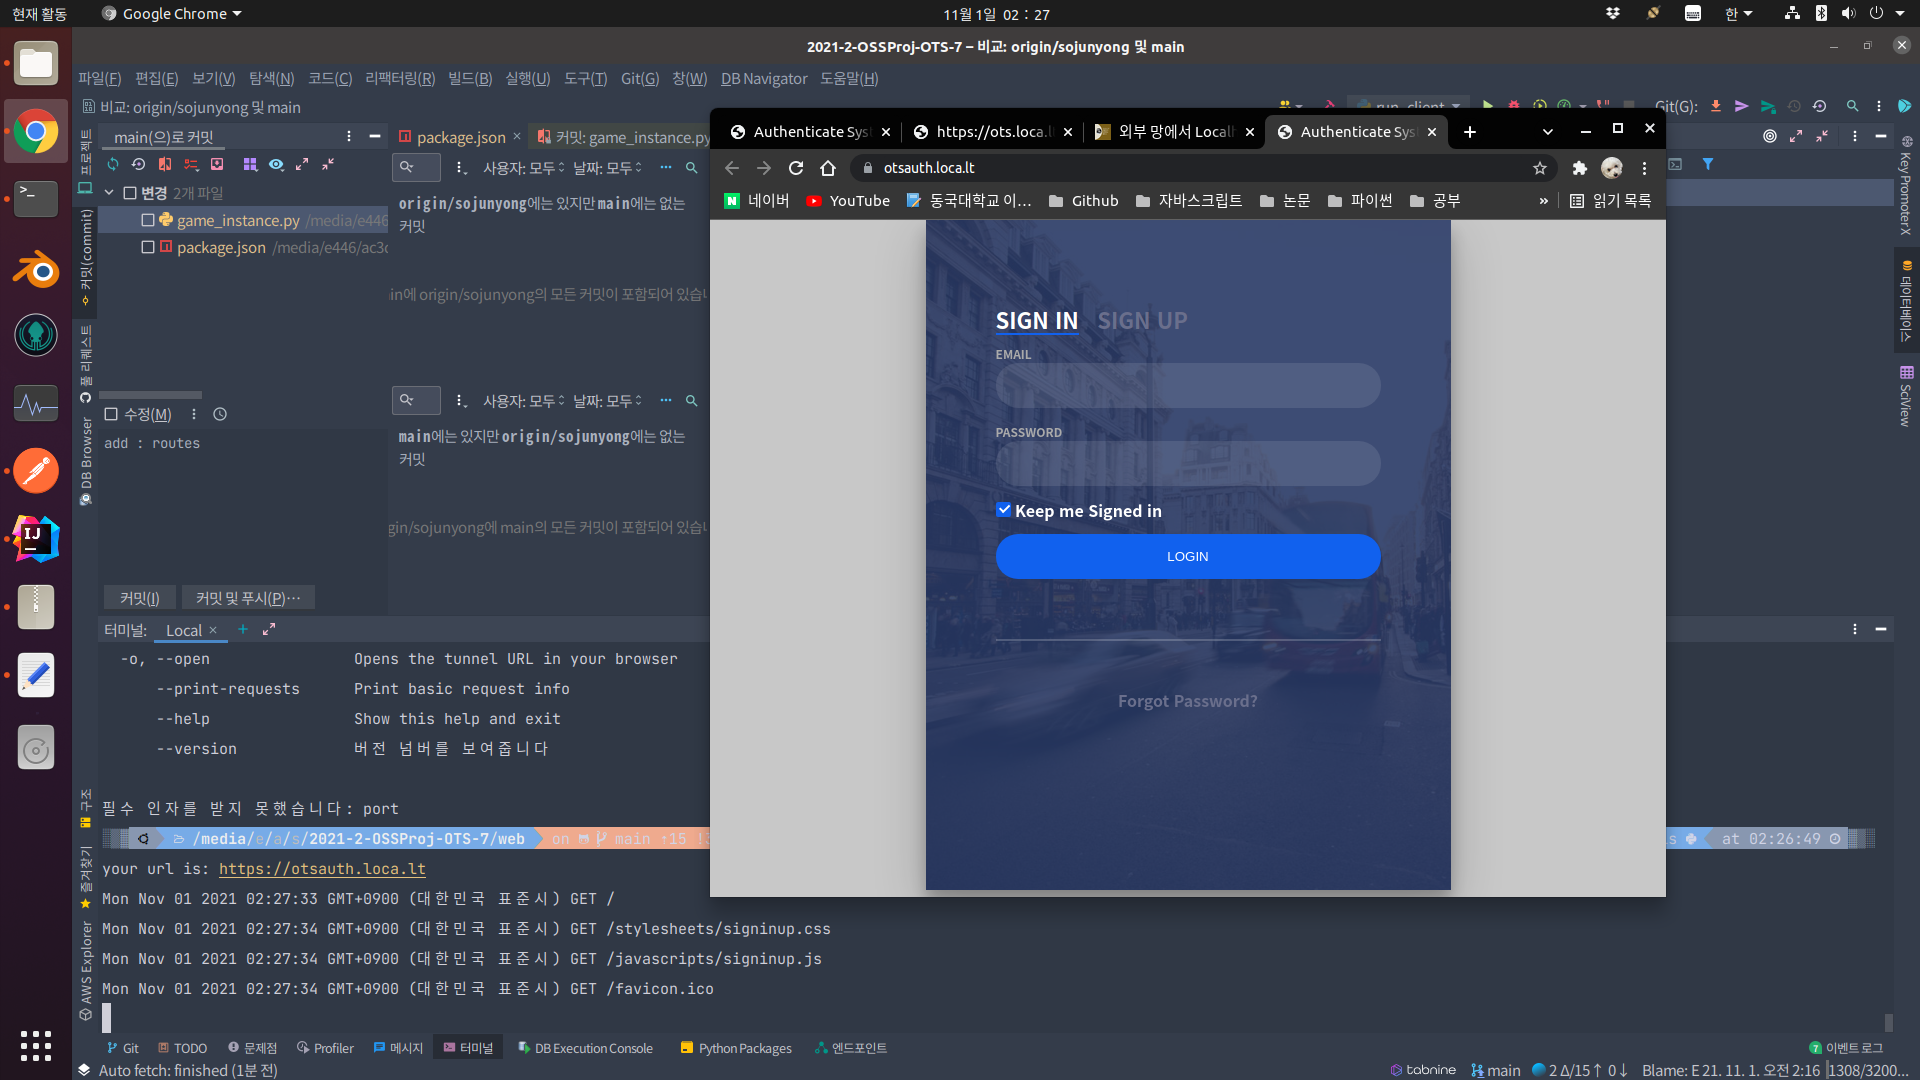 현재 활동
Google Chrome
11월 1일 02 : 27
한
2021-2-OSSProj-OTS-7 – 비교: origin/sojunyong 및 main
파일(F) 편집(E) 보기(V) 탐색(N) 코드(C) 리팩터링(R) 빌드(B) 실행(U) 도구(T) Git(G) 창(W) DB Navigator 도움말(H)
비교: origin/sojunyong 및 main
run_client
Git(G):
프로젝트
커밋(commit)
풀 리퀘스트
DB Browser
구조
즐겨찾기
AWS Explorer
main(으)로 커밋
변경 2개 파일
game_instance.py /media/e446
package.json /media/e446/ac3c
수정(M)
add : routes
커밋(I) 커밋 및 푸시(P)…
package.json
커밋: game_instance.py
사용자: 모두 날짜: 모두
origin/sojunyong에는 있지만 main에는 없는
커밋
in에 origin/sojunyong의 모든 커밋이 포함되어 있습니
사용자: 모두 날짜: 모두
main에는 있지만 origin/sojunyong에는 없는
커밋
gin/sojunyong에 main의 모든 커밋이 포함되어 있습니
Authenticate Sys
https://ots.loca.l
외부 망에서 Local
Authenticate Sys
otsauth.loca.lt
네이버 YouTube 동국대학교 이… Github 자바스크립트 논문 파이썬 공부 » 읽기 목록
SIGN IN SIGN UP
EMAIL
PASSWORD
Keep me Signed in
LOGIN
Forgot Password?
Key Promoter X
데이터베이스
SciView
터미널: Local
-o, --open Opens the tunnel URL in your browser
--print-requests Print basic request info
--help Show this help and exit
--version 버전 넘버를 보여줍니다
필수 인자를 받지 못했습니다: port
/media/e/a/s/2021-2-OSSProj-OTS-7/web on main ↑15 at 02:26:49
your url is: https://otsauth.loca.lt
Mon Nov 01 2021 02:27:33 GMT+0900 (대한민국 표준시) GET /
Mon Nov 01 2021 02:27:34 GMT+0900 (대한민국 표준시) GET /stylesheets/signinup.css
Mon Nov 01 2021 02:27:34 GMT+0900 (대한민국 표준시) GET /javascripts/signinup.js
Mon Nov 01 2021 02:27:34 GMT+0900 (대한민국 표준시) GET /favicon.ico
Git TODO 문제점 Profiler 메시지 터미널 DB Execution Console Python Packages 엔드포인트
7 이벤트 로그
Auto fetch: finished (1분 전)
tabnine main 2 Δ/15↑ 0↓ Blame: E 21. 11. 1. 오전 2:16 1308/3200…